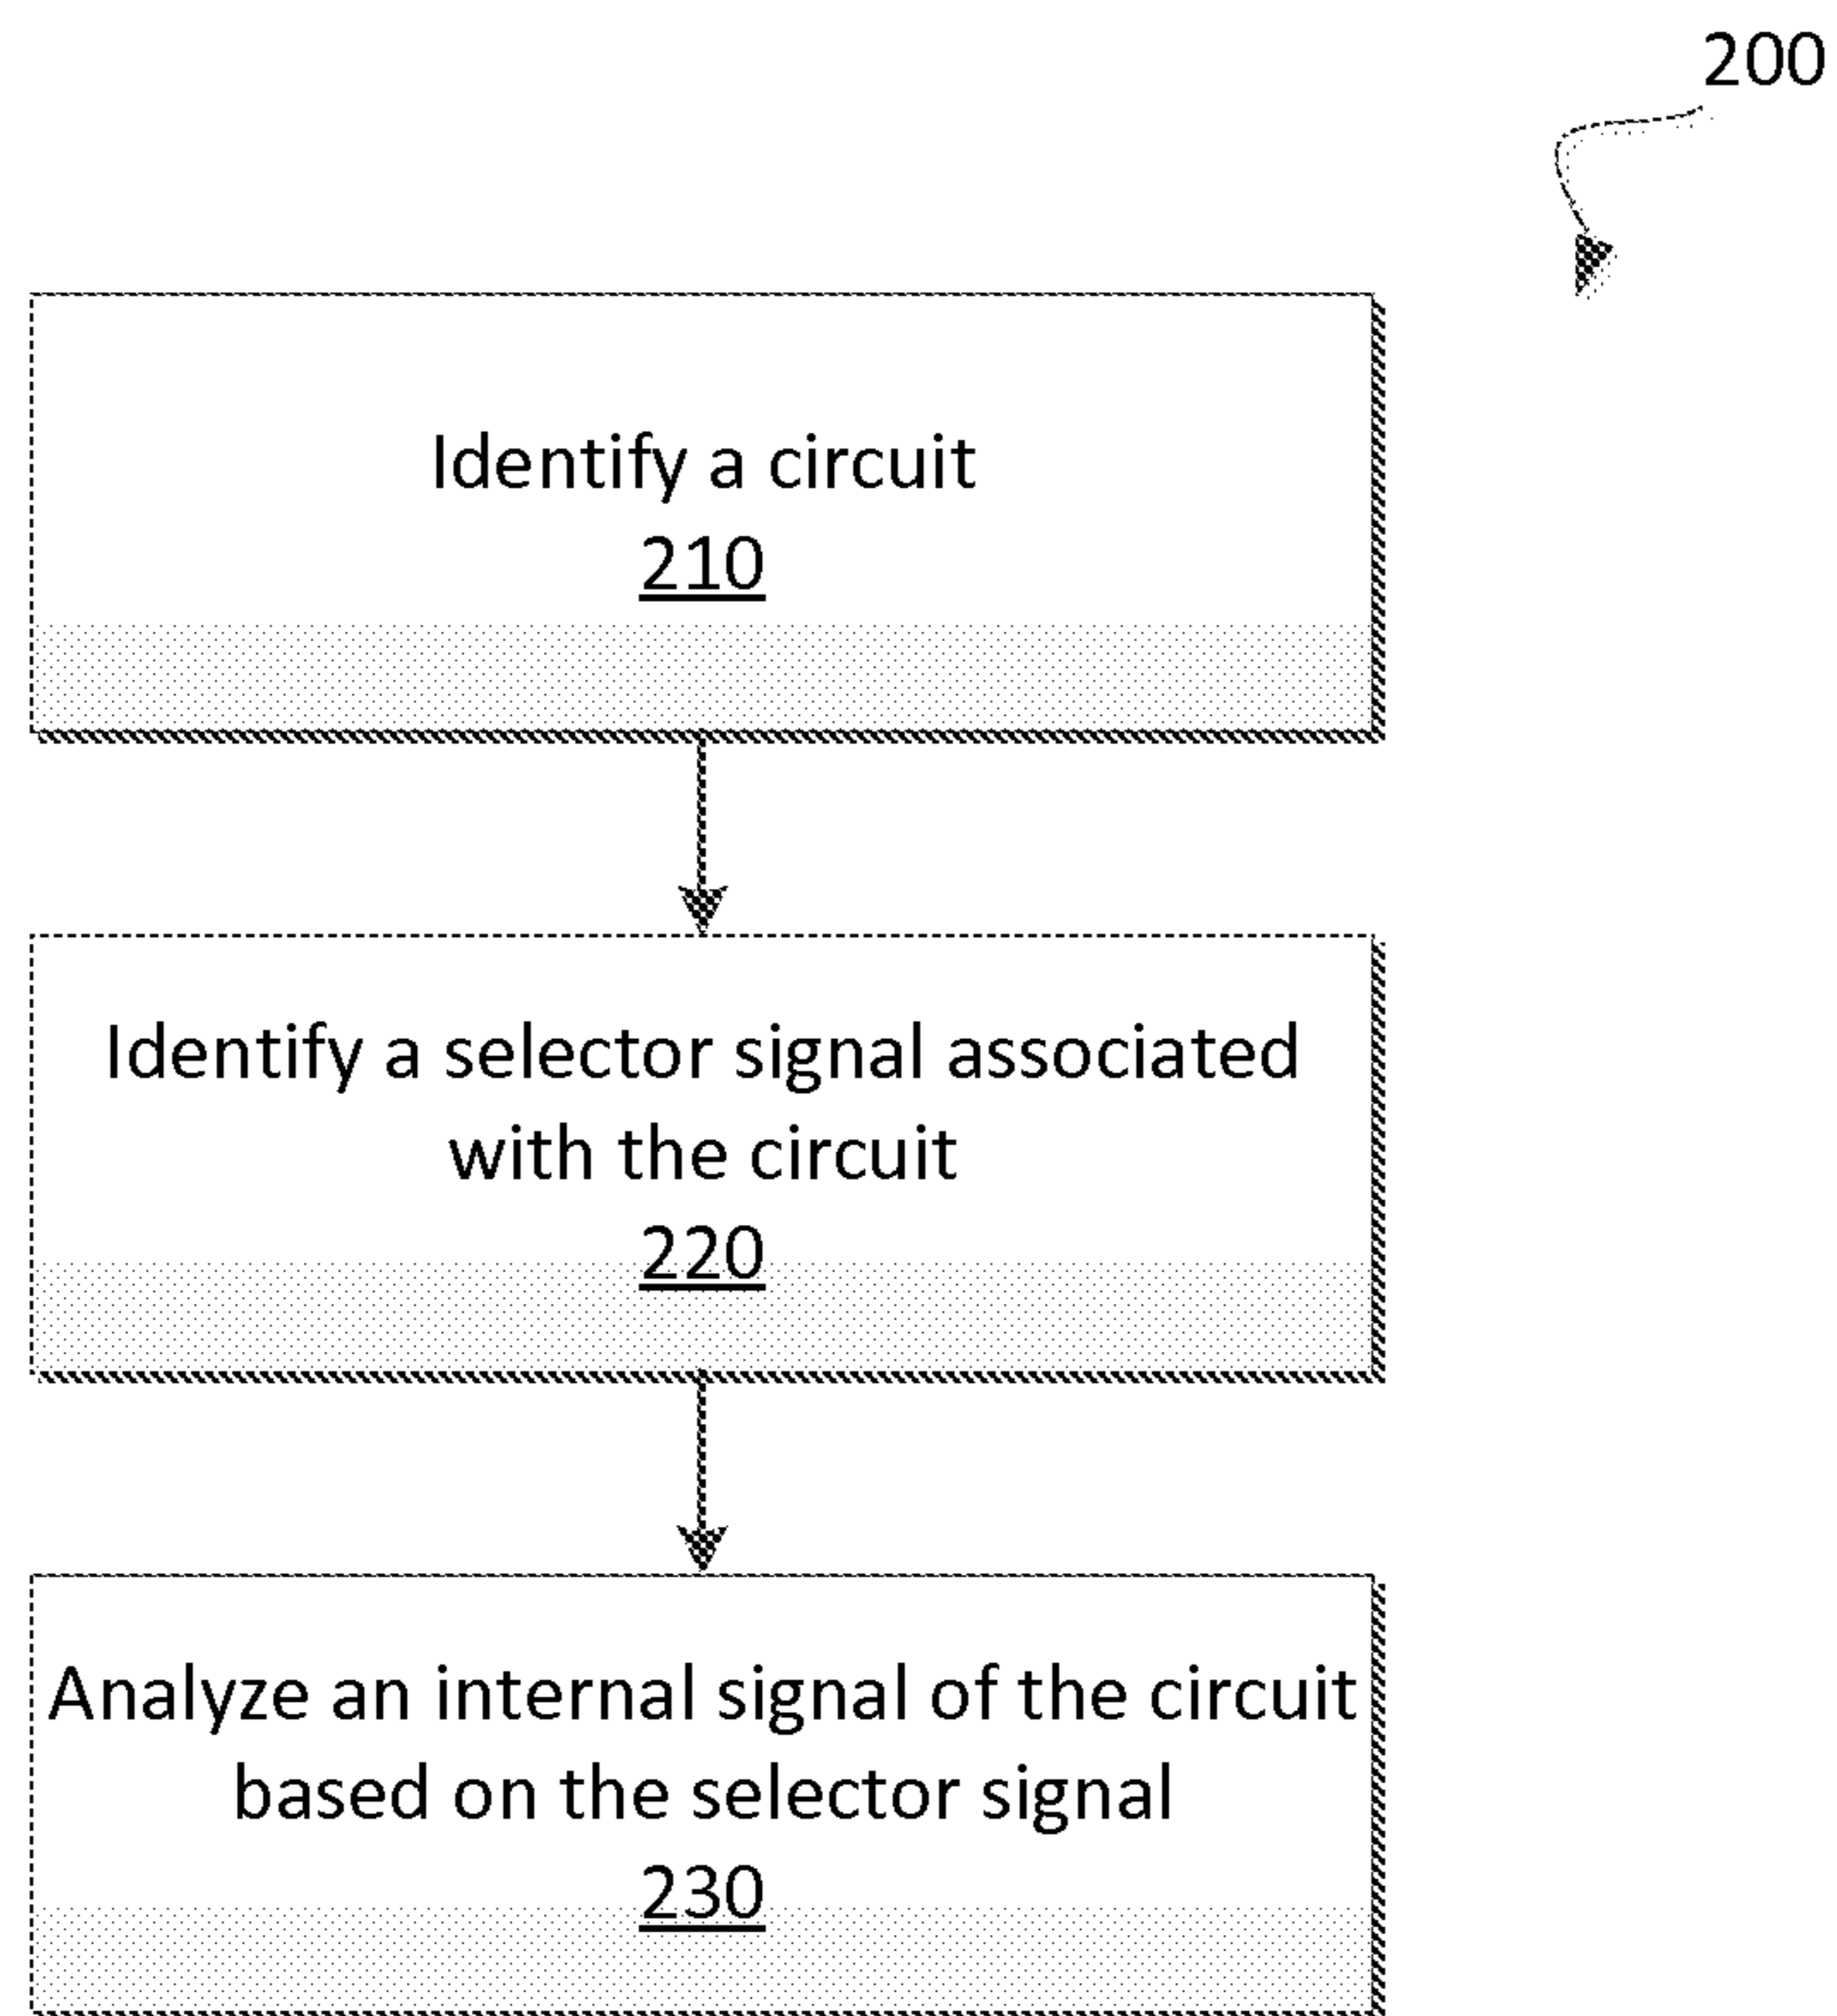 200
Identify a circuit
210
Identify a selector signal associated
with the circuit
220
Analyze an internal signal of the circuit
based on the selector signal
230